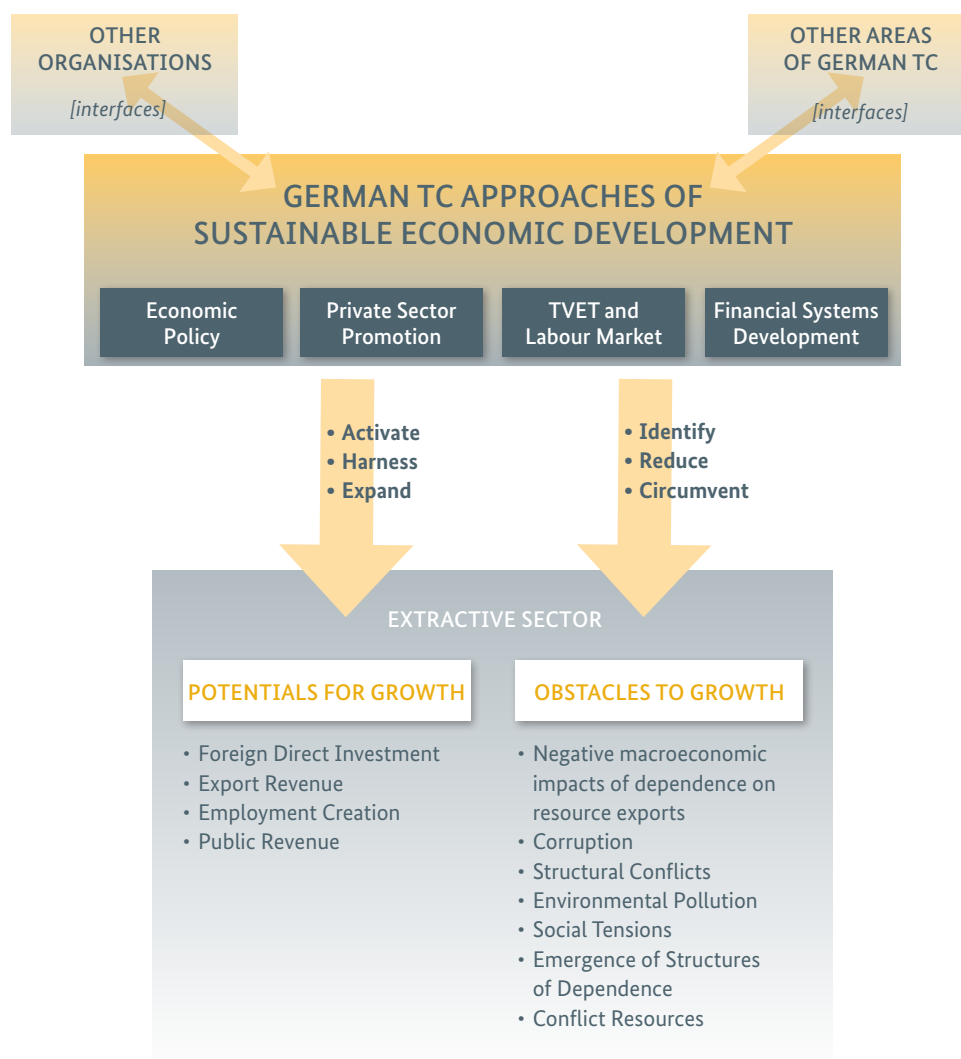 OTHER
ORGANISATIONS
[interfaces]
OTHER AREAS
OF GERMAN TC
[interfaces]
GERMAN TC APPROACHES OF
SUSTAINABLE ECONOMIC DEVELOPMENT
Economic
Policy
Private Sector
Promotion
TVET and
Labour Market
Financial Systems
Development
• Activate
• Harness
• Expand
• Identify
• Reduce
• Circumvent
EXTRACTIVE SECTOR
POTENTIALS FOR GROWTH
• Foreign Direct Investment
• Export Revenue
• Employment Creation
• Public Revenue
OBSTACLES TO GROWTH
• Negative macroeconomic
impacts of dependence on
resource exports
• Corruption
• Structural Conflicts
• Environmental Pollution
• Social Tensions
• Emergence of Structures
of Dependence
• Conflict Resources